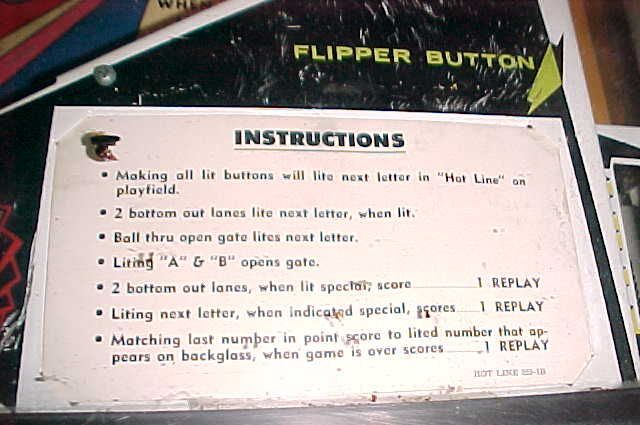 WHEN
FLIPPER BUTTON
INSTRUCTIONS
• Making all lit buttons will lite next letter in "Hot Line" on
playfield.
• 2 bottom out lanes lite next letter, when lit.
• Ball thru open gate lites next letter.
• Liting "A" & "B" opens gate.
• 2 bottom out lanes, when lit special, score 1 REPLAY
• Liting next letter, when indicated special, scores 1 REPLAY
• Matching last number in point score to lited number that ap-
pears on backglass, when game is over scores 1 REPLAY
HOT LINE